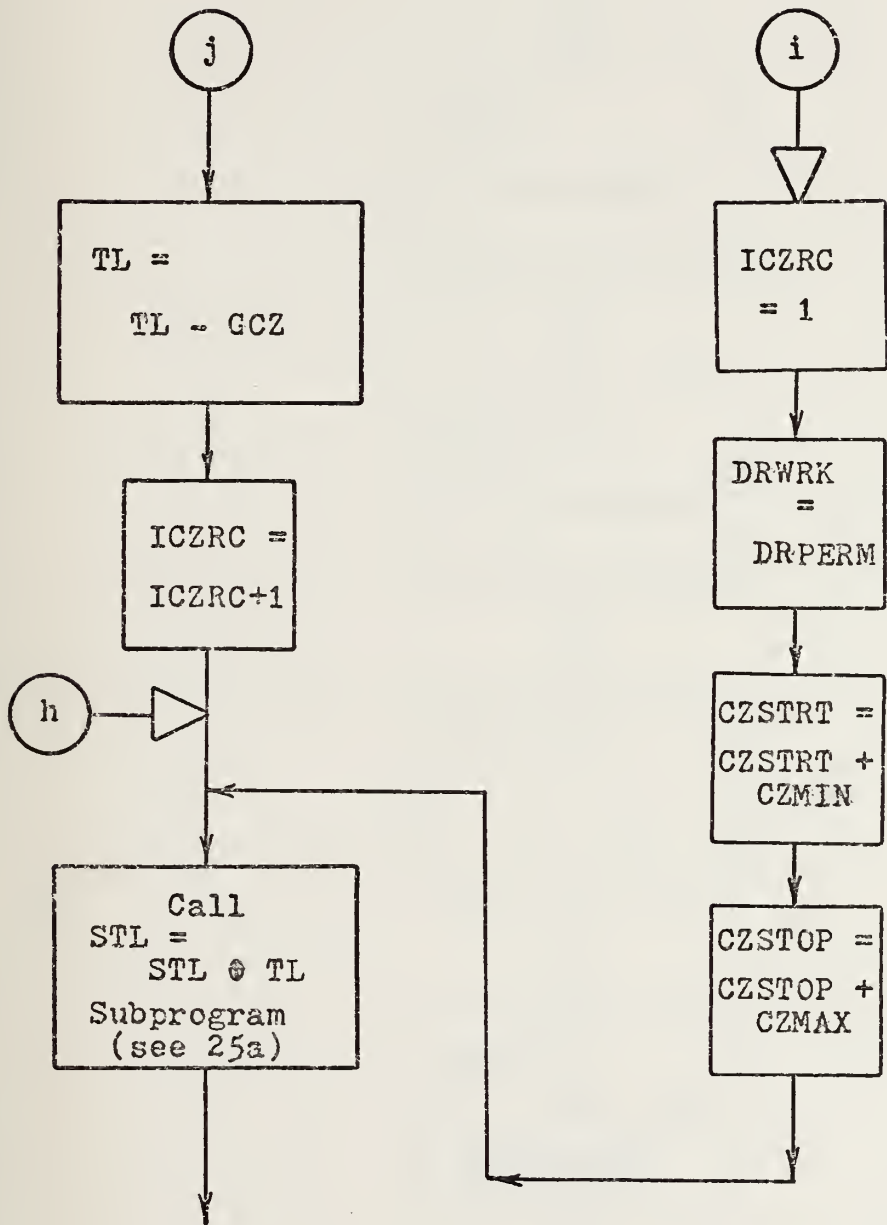 j
TL =
TL - GCZ
ICZRC =
ICZRC+1
h
Call
STL =
STL ⊕ TL
Subprogram
(see 25a)
i
ICZRC
= 1
DRWRK
=
DRPERM
CZSTRT =
CZSTRT +
CZMIN
CZSTOP =
CZSTOP +
CZMAX